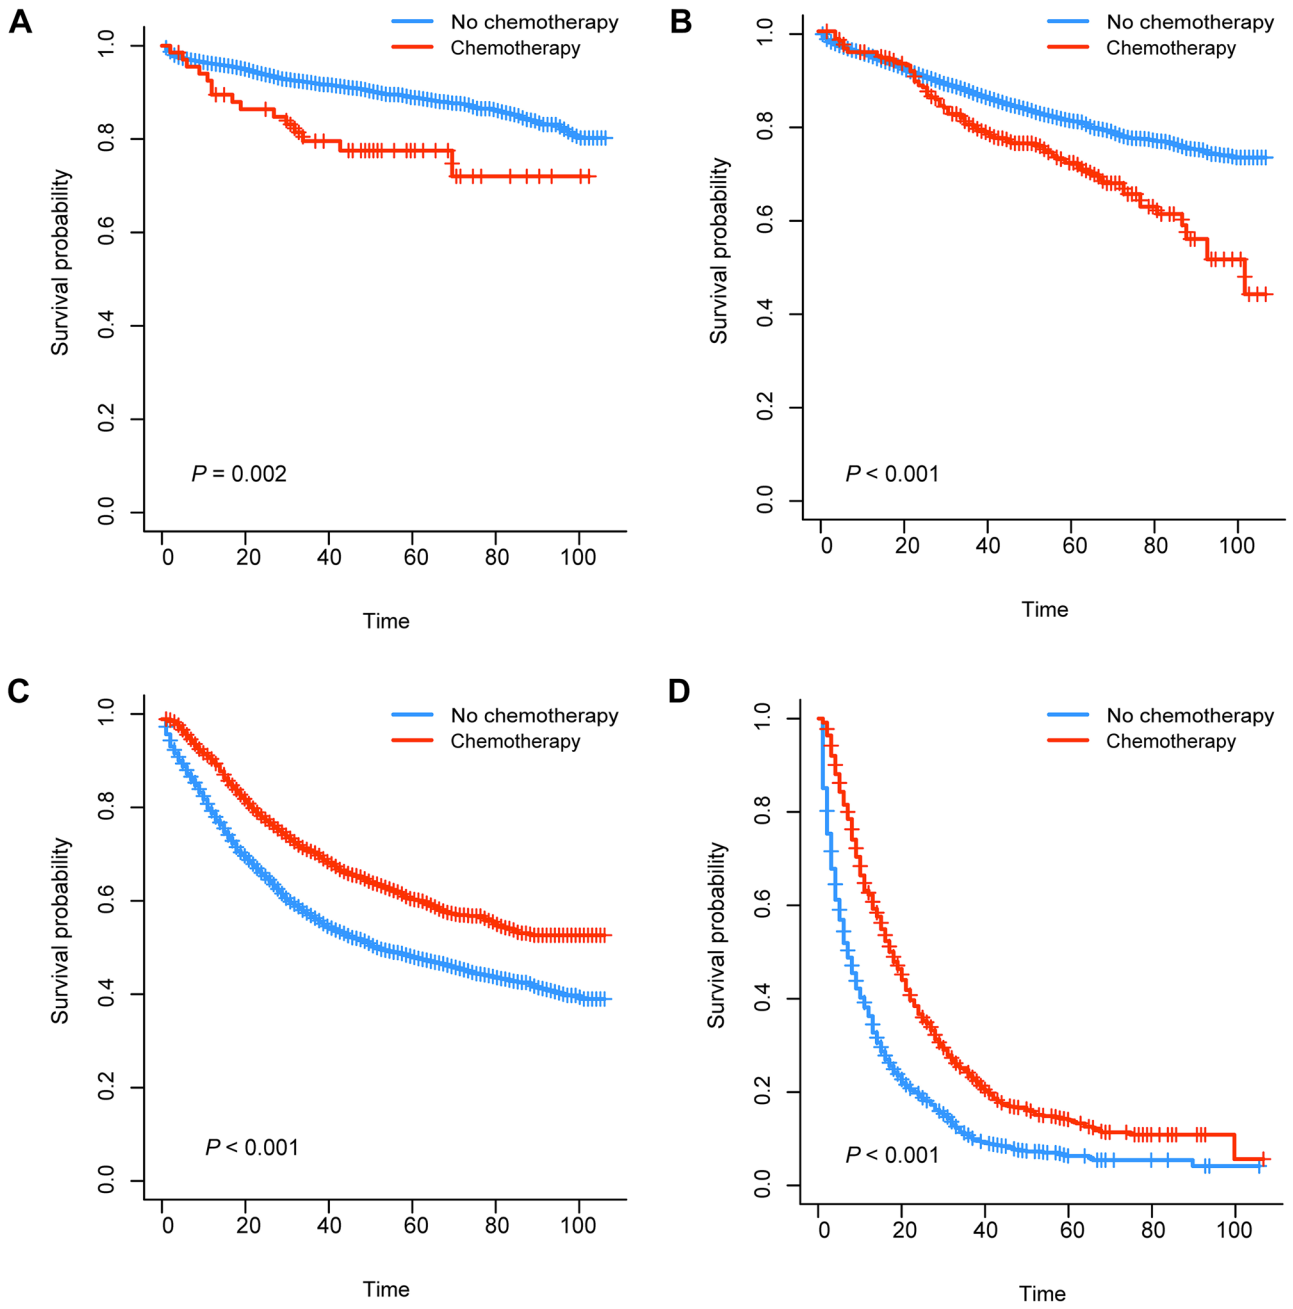 A
No chemotherapy
Chemotherapy
Survival probability
1.0
0.8
0.6
0.4
0.2
0.0
P = 0.002
0 20 40 60 80 100
Time
B
No chemotherapy
Chemotherapy
Survival probability
1.0
0.8
0.6
0.4
0.2
0.0
P < 0.001
0 20 40 60 80 100
Time
C
No chemotherapy
Chemotherapy
Survival probability
1.0
0.8
0.6
0.4
0.2
0.0
P < 0.001
0 20 40 60 80 100
Time
D
No chemotherapy
Chemotherapy
Survival probability
1.0
0.8
0.6
0.4
0.2
0.0
P < 0.001
0 20 40 60 80 100
Time